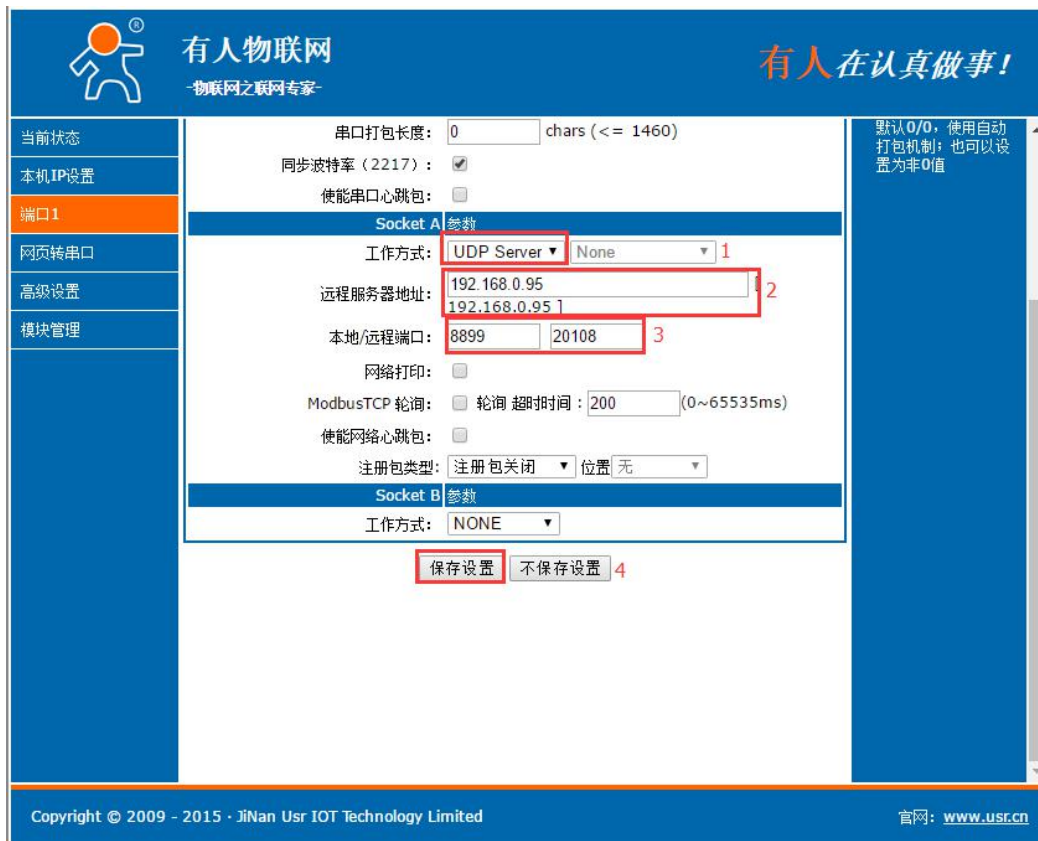 ®
有人物联网
-物联网之联网专家-
有人在认真做事!
当前状态
本机IP设置
端口1
网页转串口
高级设置
模块管理
串口打包长度: 0 chars (<= 1460)
同步波特率(2217):
使能串口心跳包:
Socket A 参数
工作方式: UDP Server None 1
远程服务器地址: 192.168.0.95 [
192.168.0.95 ] 2
本地/远程端口: 8899 20108 3
网络打印:
ModbusTCP 轮询: 轮询 超时时间:200 (0~65535ms)
使能网络心跳包:
注册包类型: 注册包关闭 位置 无
Socket B 参数
工作方式: NONE
保存设置 不保存设置 4
默认0/0,使用自动
打包机制;也可以设
置为非0值
Copyright © 2009 - 2015 · JiNan Usr IOT Technology Limited
官网: www.usr.cn